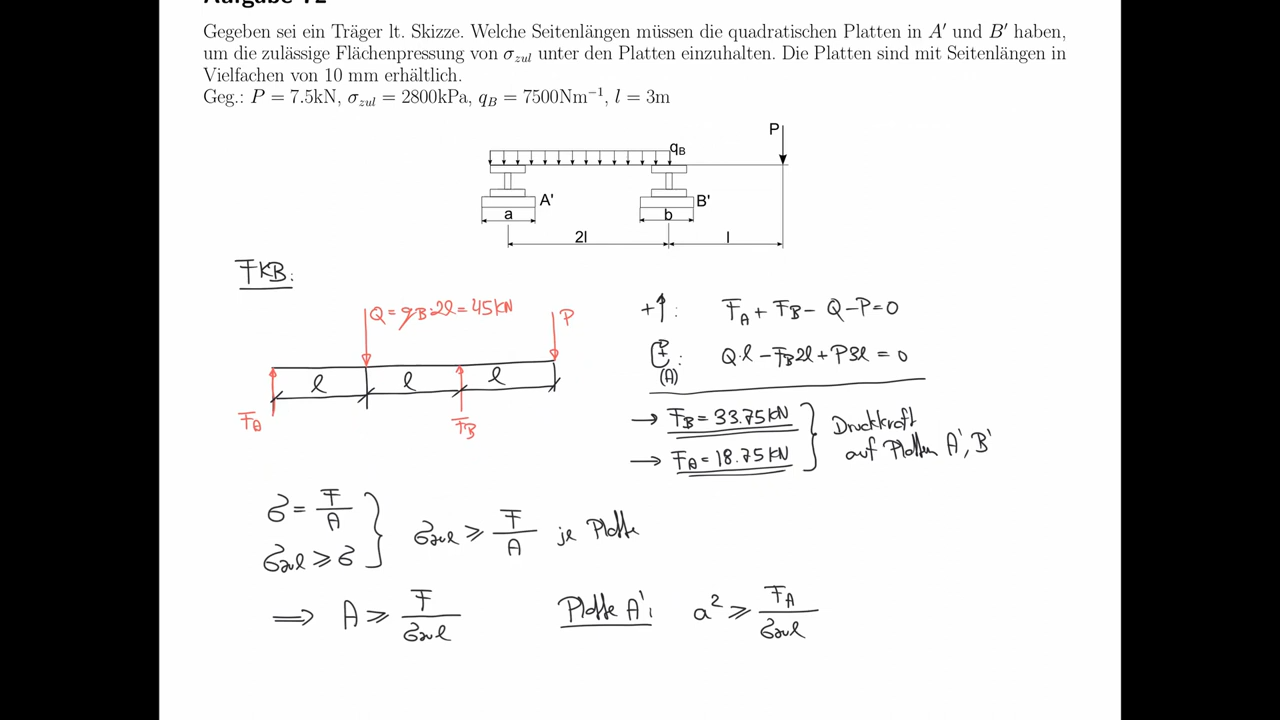 Aufgabe 12
Gegeben sei ein Träger lt. Skizze. Welche Seitenlängen müssen die quadratischen Platten in A′ und B′ haben,
um die zulässige Flächenpressung von σzul unter den Platten einzuhalten. Die Platten sind mit Seitenlängen in
Vielfachen von 10 mm erhältlich.
Geg.: P = 7.5kN, σzul = 2800kPa, qB = 7500Nm⁻¹, l = 3m
P
qB
A'
B'
a
b
2l
l
FKB:
Q = qB·2l = 45kN
P
l
l
l
FA
FB
+↑: FA + FB − Q − P = 0
(A): Q·l − FB2l + P3l = 0
→ FB = 33.75kN
→ FA = 18.75kN
Druckkraft
auf Platten A', B'
σ = F/A
σzul ⩾ σ
σzul ⩾ F/A je Platte
⟹ A ⩾ F/σzul
Platte A': a² ⩾ FA/σzul